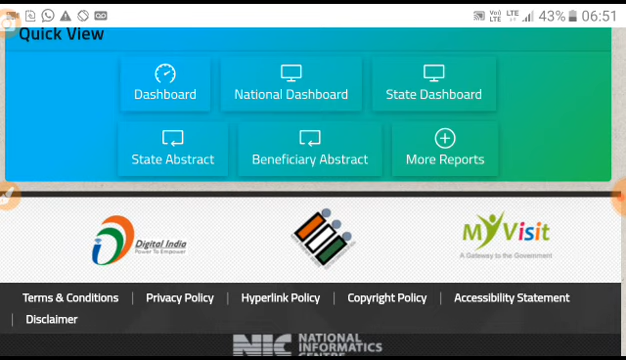 Vo))
LTE
LTE
43%
06:51
Quick View
Dashboard
National Dashboard
State Dashboard
State Abstract
Beneficiary Abstract
More Reports
Digital India
Power To Empower
MyVisit
A Gateway to the Government
Terms & Conditions | Privacy Policy | Hyperlink Policy | Copyright Policy | Accessibility Statement
| Disclaimer
NIC
NATIONAL
INFORMATICS
CENTRE